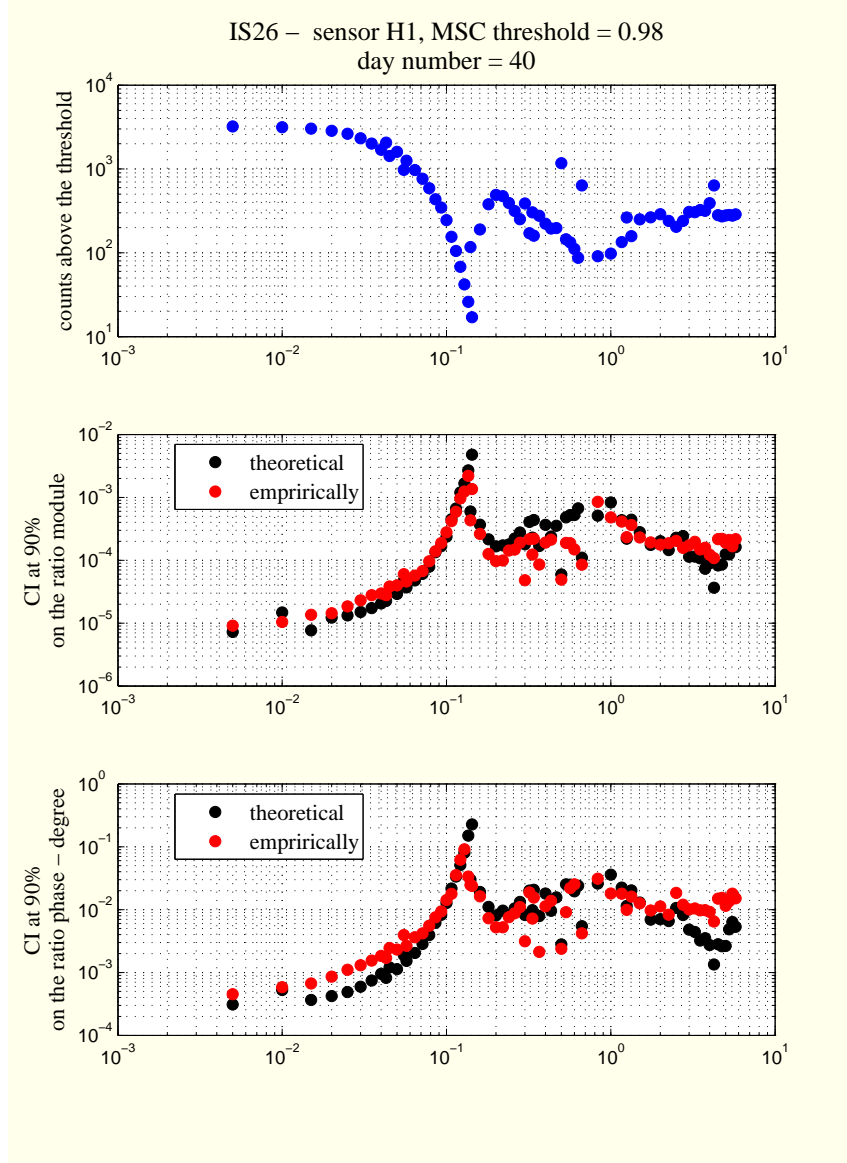 IS26 – sensor H1, MSC threshold = 0.98
day number = 40
counts above the threshold
10^4
10^3
10^2
10^1
10^-3 10^-2 10^-1 10^0 10^1
CI at 90%
on the ratio module
10^-2
10^-3
10^-4
10^-5
10^-6
theoretical
emprirically
10^-3 10^-2 10^-1 10^0 10^1
CI at 90%
on the ratio phase – degree
10^0
10^-1
10^-2
10^-3
10^-4
theoretical
emprirically
10^-3 10^-2 10^-1 10^0 10^1